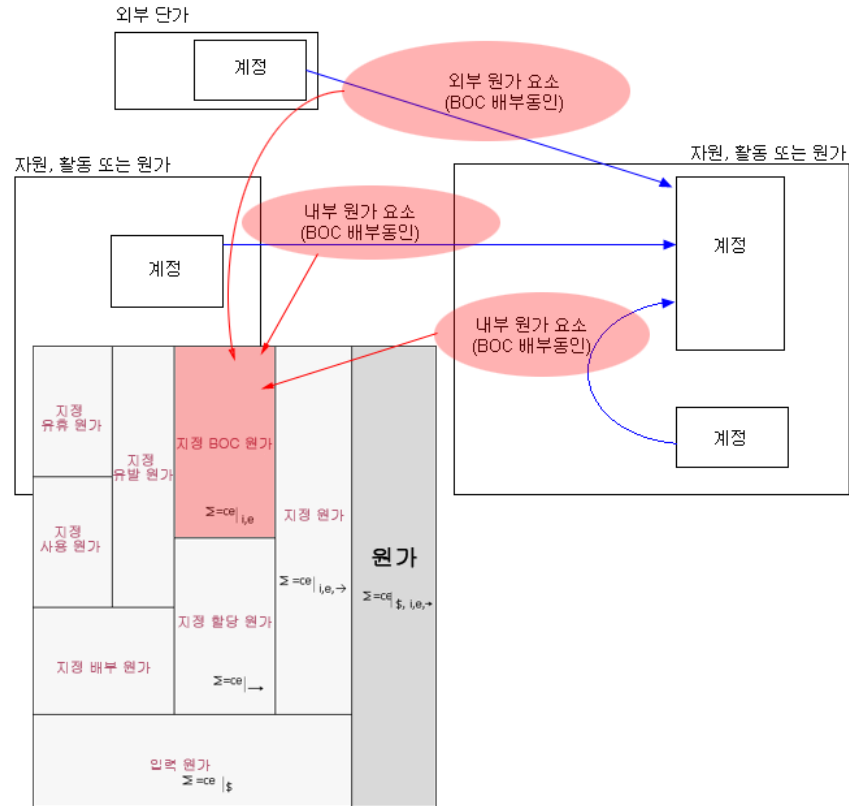 외부 단가
계정
외부 원가 요소
(BOC 배부동인)
자원, 활동 또는 원가
자원, 활동 또는 원가
내부 원가 요소
(BOC 배부동인)
계정
계정
내부 원가 요소
(BOC 배부동인)
계정
지정
유휴 원가
지정
유발 원가
지정 BOC 원가
Σ=ce|i,e
지정 원가
Σ=ce|i,e,→
원가
Σ=ce|$, i,e,→
지정
사용 원가
지정 할당 원가
Σ=ce|→
지정 배부 원가
입력 원가
Σ=ce |$